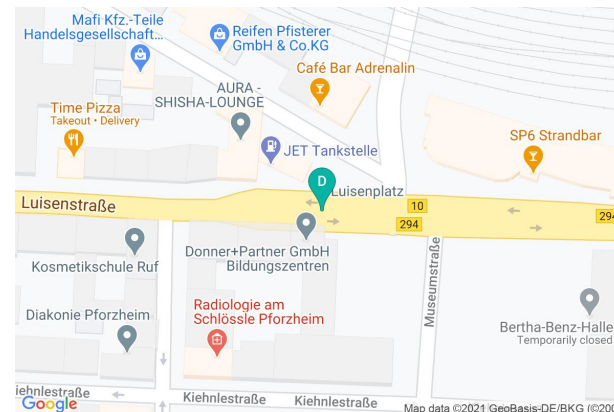 Mafi Kfz.-Teile
Handelsgesellschaft...
Reifen Pfisterer
GmbH & Co.KG
Café Bar Adrenalin
AURA -
SHISHA-LOUNGE
Time Pizza
Takeout • Delivery
SP6 Strandbar
JET Tankstelle
D
Luisenplatz
Luisenstraße
10
294
294
Donner+Partner GmbH
Bildungszentren
Kosmetikschule Ruf
Museumstraße
Radiologie am
Schlössle Pforzheim
Diakonie Pforzheim
Bertha-Benz-Halle
Temporarily closed
iehnlestraße
Kiehnlestraße
Kiehnlestraße
Google
Map data ©2021 GeoBasis-DE/BKG (©200